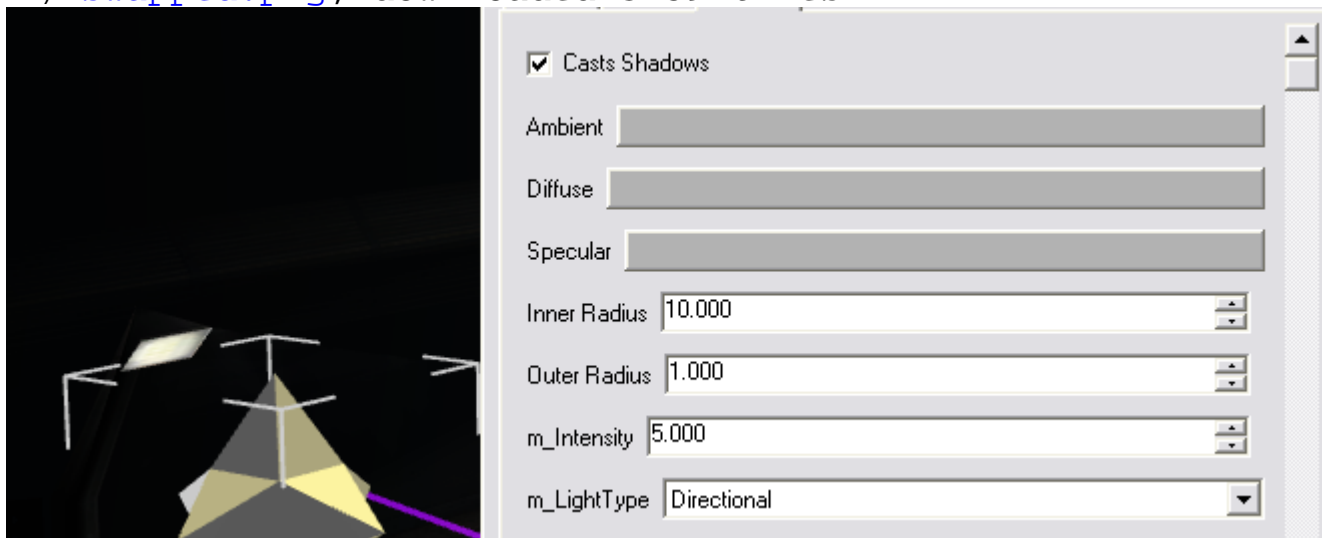 Casts Shadows
Ambient
Diffuse
Specular
Inner Radius 10.000
Outer Radius 1.000
m_Intensity 5.000
m_LightType Directional